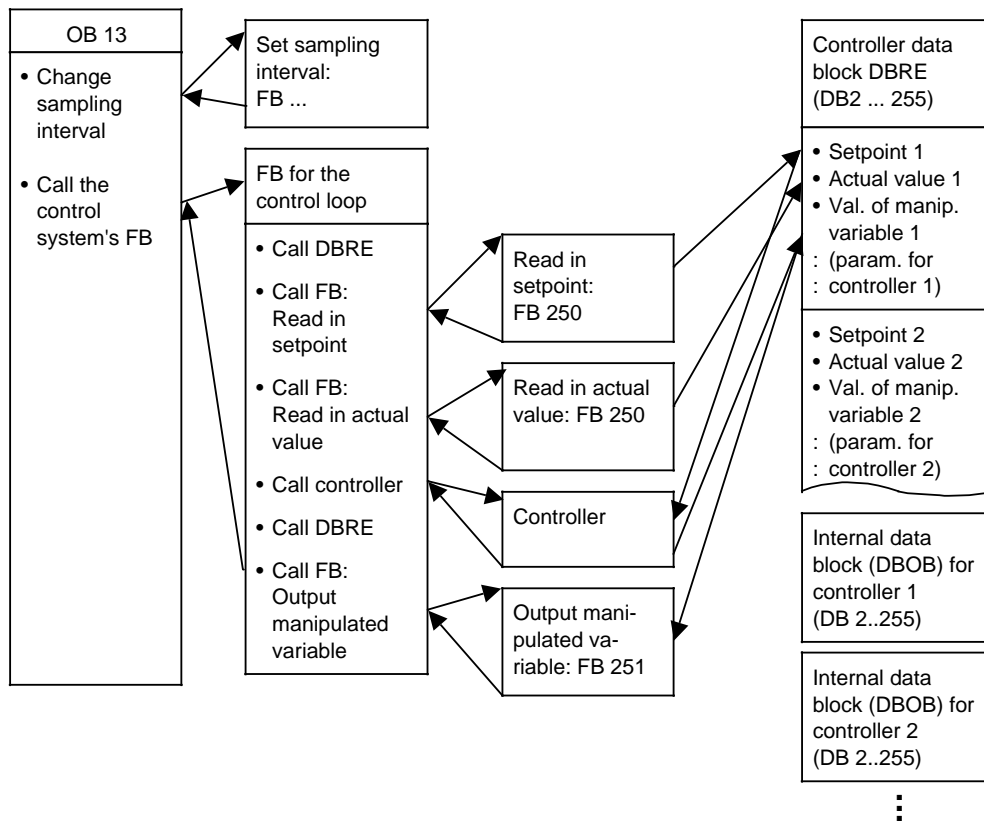 OB 13
• Change
sampling
interval
• Call the
control
system's FB
Set sampling
interval:
FB ...
FB for the
control loop
• Call DBRE
• Call FB:
Read in
setpoint
• Call FB:
Read in actual
value
• Call controller
• Call DBRE
• Call FB:
Output
manipulated
variable
Read in
setpoint:
FB 250
Read in actual
value: FB 250
Controller
Output mani-
pulated va-
riable: FB 251
Controller data
block DBRE
(DB2 ... 255)
• Setpoint 1
• Actual value 1
• Val. of manip.
variable 1
: (param. for
: controller 1)
• Setpoint 2
• Actual value 2
• Val. of manip.
variable 2
: (param. for
: controller 2)
Internal data
block (DBOB) for
controller 1
(DB 2..255)
Internal data
block (DBOB) for
controller 2
(DB 2..255)